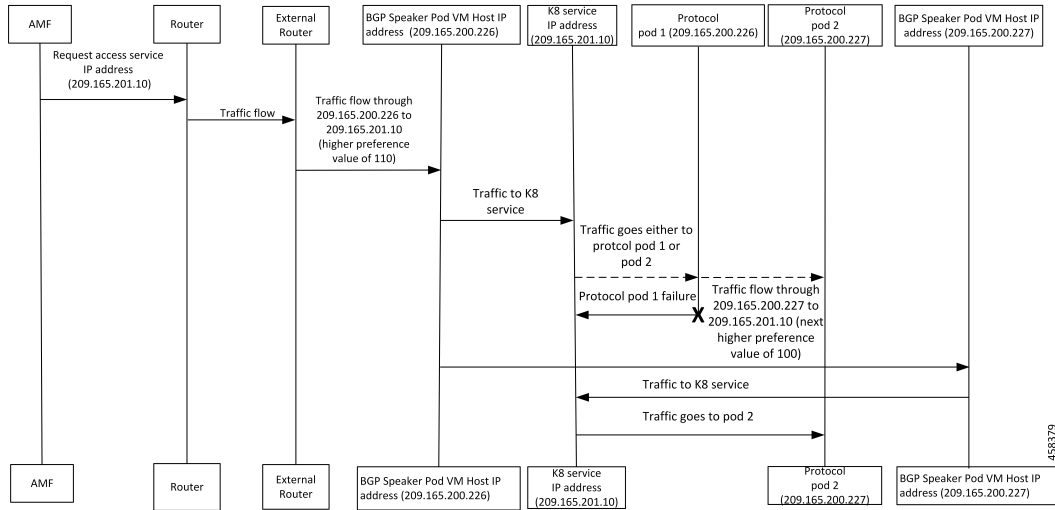 AMF
Router
External
Router
BGP Speaker Pod VM Host IP
address (209.165.200.226)
K8 service
IP address
(209.165.201.10)
Protocol
pod 1 (209.165.200.226)
Protocol
pod 2
(209.165.200.227)
BGP Speaker Pod VM Host IP
address (209.165.200.227)
Request access service
IP address
(209.165.201.10)
Traffic flow
Traffic flow through
209.165.200.226 to
209.165.201.10
(higher preference
value of 110)
Traffic to K8
service
Traffic goes either to
protcol pod 1 or
pod 2
Protocol pod 1 failure
X
Traffic flow through
209.165.200.227 to
209.165.201.10 (next
higher preference
value of 100)
Traffic to K8 service
Traffic goes to pod 2
AMF
Router
External
Router
BGP Speaker Pod VM Host IP
address (209.165.200.226)
K8 service
IP address
(209.165.201.10)
Protocol
pod 2
(209.165.200.227)
BGP Speaker Pod VM Host IP
address (209.165.200.227)
458379